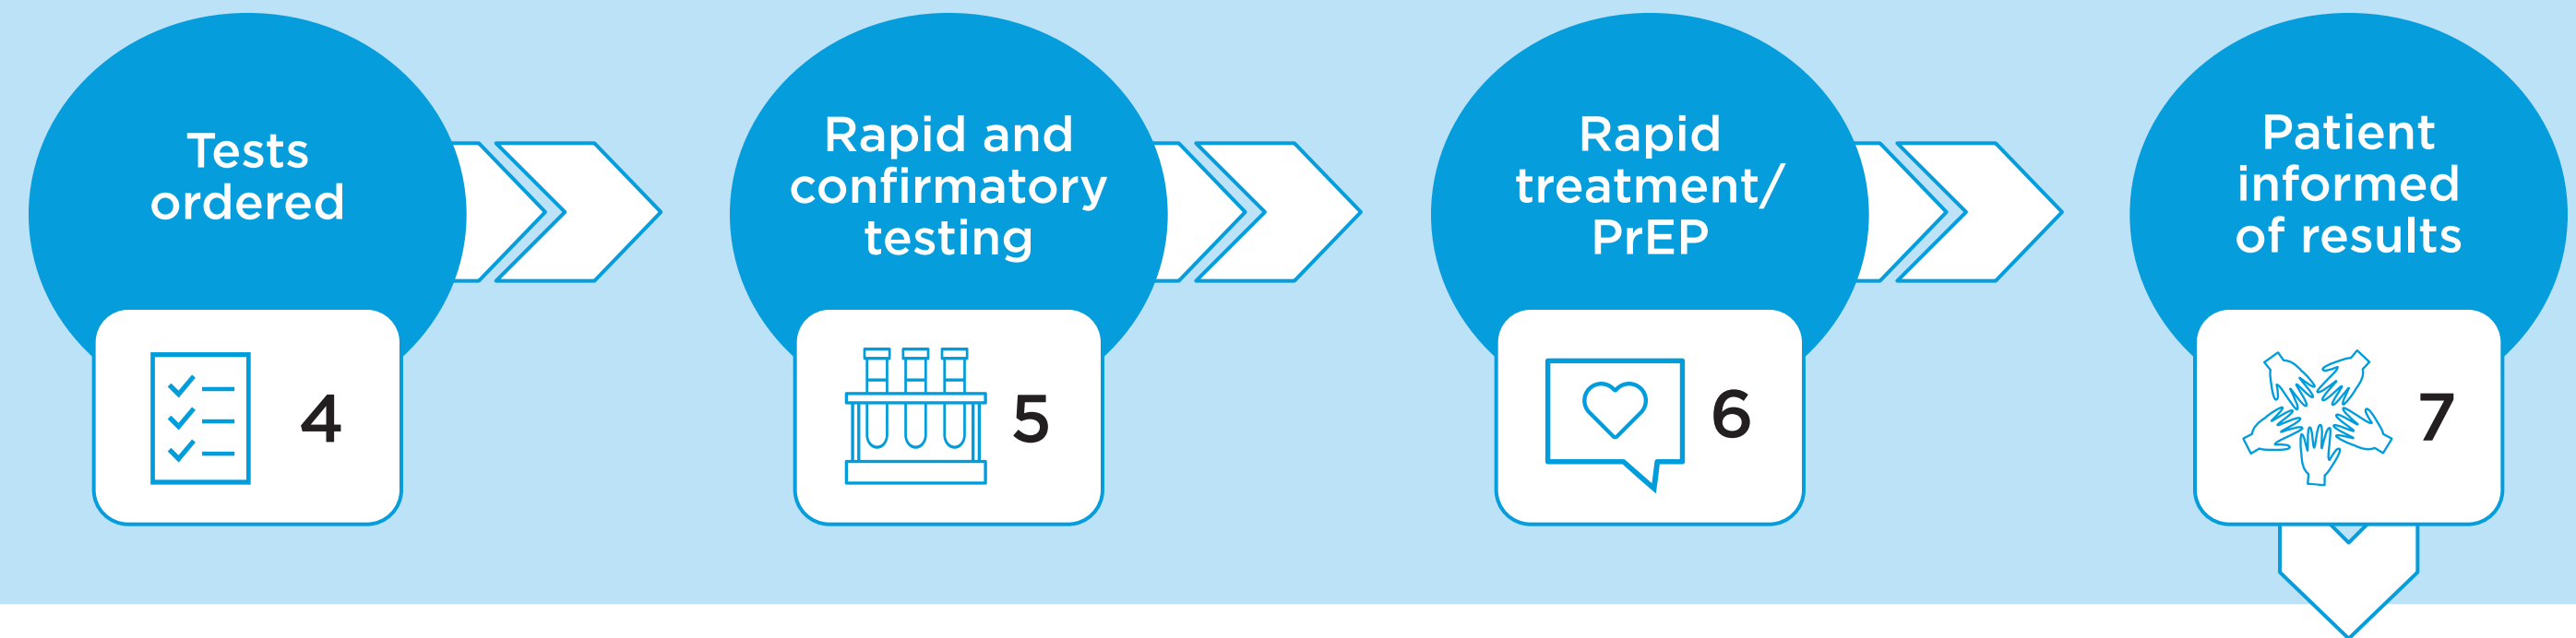 Tests
ordered
4
Rapid and
confirmatory
testing
5
Rapid
treatment/
PrEP
6
Patient
informed
of results
7